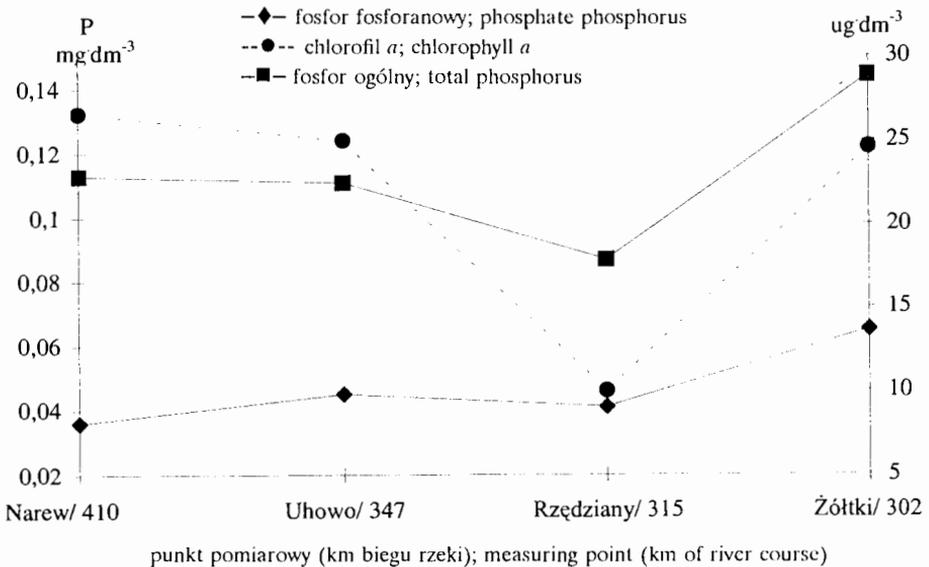 P
mg·dm-3
fosfor fosforanowy; phosphate phosphorus
chlorofil a; chlorophyll a
fosfor ogólny; total phosphorus
ug·dm-3
0,14
0,12
0,1
0,08
0,06
0,04
0,02
30
25
20
15
10
5
Narew/ 410
Uhowo/ 347
Rzędziany/ 315
Żółtki/ 302
punkt pomiarowy (km biegu rzeki); measuring point (km of river course)